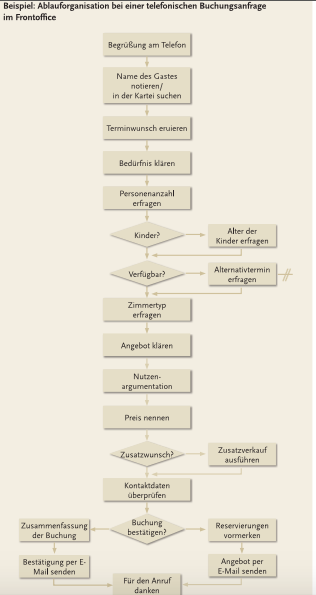 Beispiel: Ablauforganisation bei einer telefonischen Buchungsanfrage
im Frontoffice
Begrüßung am Telefon
Name des Gastes
notieren/
in der Kartei suchen
Terminwunsch eruieren
Bedürfnis klären
Personenanzahl
erfragen
Kinder?
Alter der
Kinder erfragen
Verfügbar?
Alternativtermin
erfragen
Zimmertyp
erfragen
Angebot klären
Nutzen-
argumentation
Preis nennen
Zusatzwunsch?
Zusatzverkauf
ausführen
Kontaktdaten
überprüfen
Buchung
bestätigen?
Zusammenfassung
der Buchung
Reservierungen
vormerken
Bestätigung per E-
Mail senden
Angebot per
E-Mail senden
Für den Anruf
danken